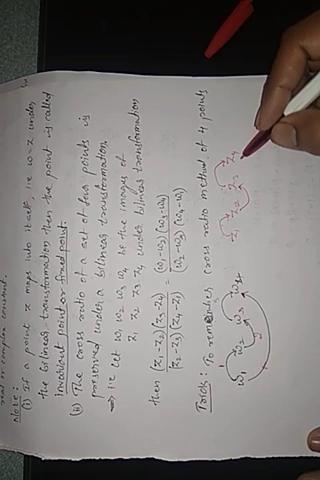 real or complex constant.
Note:
(i) If a point z maps into itself, i.e w = z under
the bilinear transformation then the point is called
invariant point or fixed point.
(ii) The cross ratio of a set of four points is
preserved under a bilinear transformation,
→ i.e let w₁ w₂ w₃ w₄ be the images of
z₁ z₂ z₃ z₄ under bilinear transformation
then (z₁-z₂)(z₃-z₄) / (z₂-z₃)(z₄-z₁) = (w₁-w₂)(w₃-w₄) / (w₂-w₃)(w₄-w₁)
Trick: To remember cross ratio method of 4 points
w₁ w₂ w₃ w₄ z₁ z₂ z₃ z₄